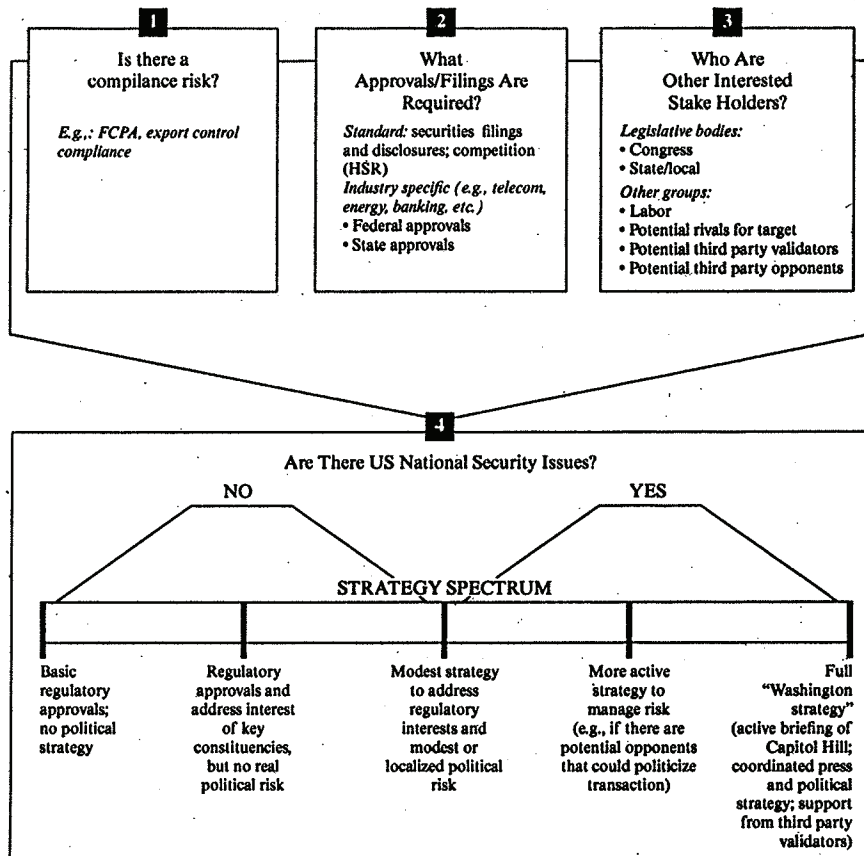 1
Is there a
compilance risk?
E.g,: FCPA, export control
compliance
2
What
Approvals/Filings Are
Required?
Standard: securities filings
and disclosures; competition
(HSR)
Industry specific (e.g., telecom,
energy, banking, etc.)
• Federal approvals
• State approvals
3
Who Are
Other Interested
Stake Holders?
Legislative bodies:
• Congress
• State/local
Other groups:
• Labor
• Potential rivals for target
• Potential third party validators
• Potential third party opponents
4
Are There US National Security Issues?
NO
YES
STRATEGY SPECTRUM
Basic
regulatory
approvals;
no political
strategy
Regulatory
approvals and
address interest
of key
constituencies,
but no real
political risk
Modest strategy
to address
regulatory
interests and
modest or
localized political
risk
More active
strategy to
manage risk
(e.g., if there are
potential opponents
that could politicize
transaction)
Full
“Washington
strategy”
(active briefing of
Capitol Hill;
coordinated press
and political
strategy; support
from third party
validators)